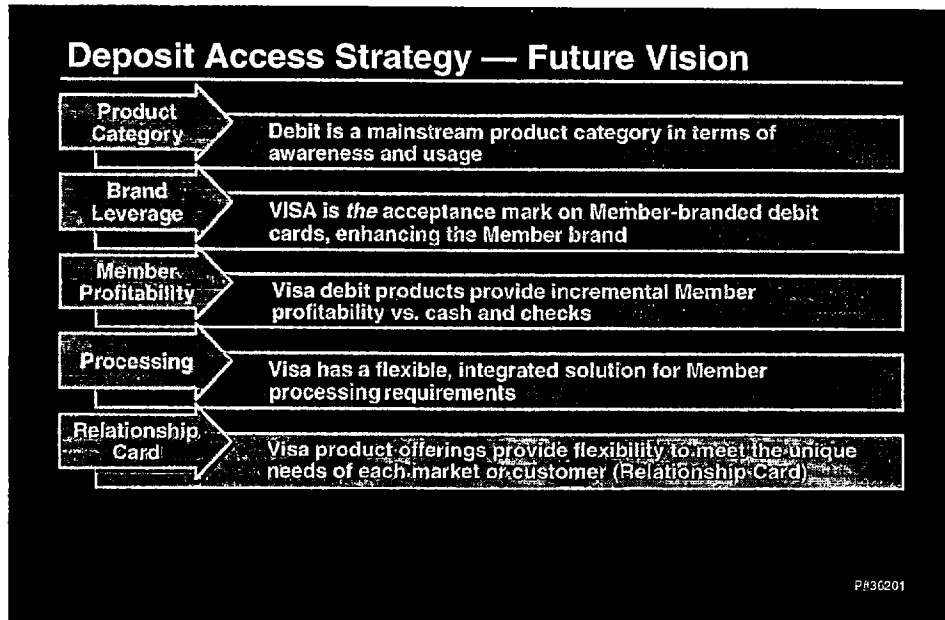 Deposit Access Strategy — Future Vision
Product
Category
Debit is a mainstream product category in terms of
awareness and usage
Brand
Leverage
VISA is the acceptance mark on Member-branded debit
cards, enhancing the Member brand
Member
Profitability
Visa debit products provide incremental Member
profitability vs. cash and checks
Processing
Visa has a flexible, integrated solution for Member
processing requirements
Relationship
Card
Visa product offerings provide flexibility to meet the unique
needs of each market or customer (Relationship Card)
P#36201